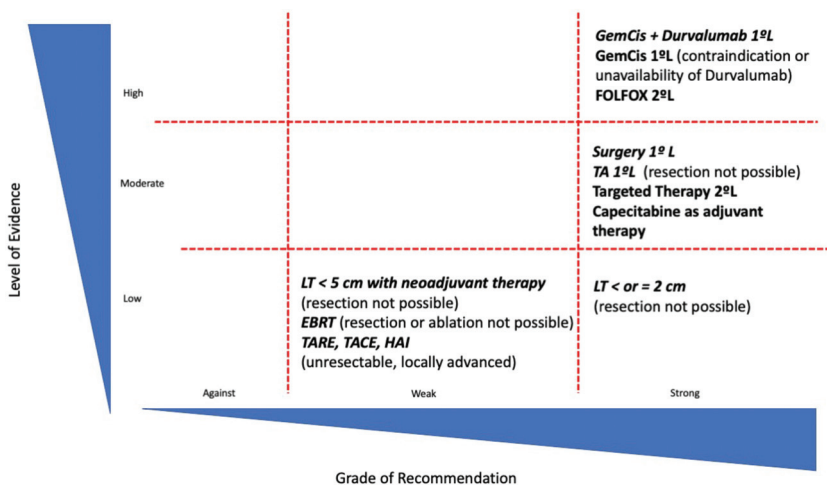 GemCis + Durvalumab 1ºL
GemCis 1ºL (contraindication or
unavailability of Durvalumab)
FOLFOX 2ºL
High
Surgery 1º L
TA 1ºL (resection not possible)
Targeted Therapy 2ºL
Capecitabine as adjuvant
therapy
Moderate
Level of Evidence
LT < 5 cm with neoadjuvant therapy
(resection not possible)
EBRT (resection or ablation not possible)
TARE, TACE, HAI
(unresectable, locally advanced)
LT < or = 2 cm
(resection not possible)
Low
Against
Weak
Strong
Grade of Recommendation